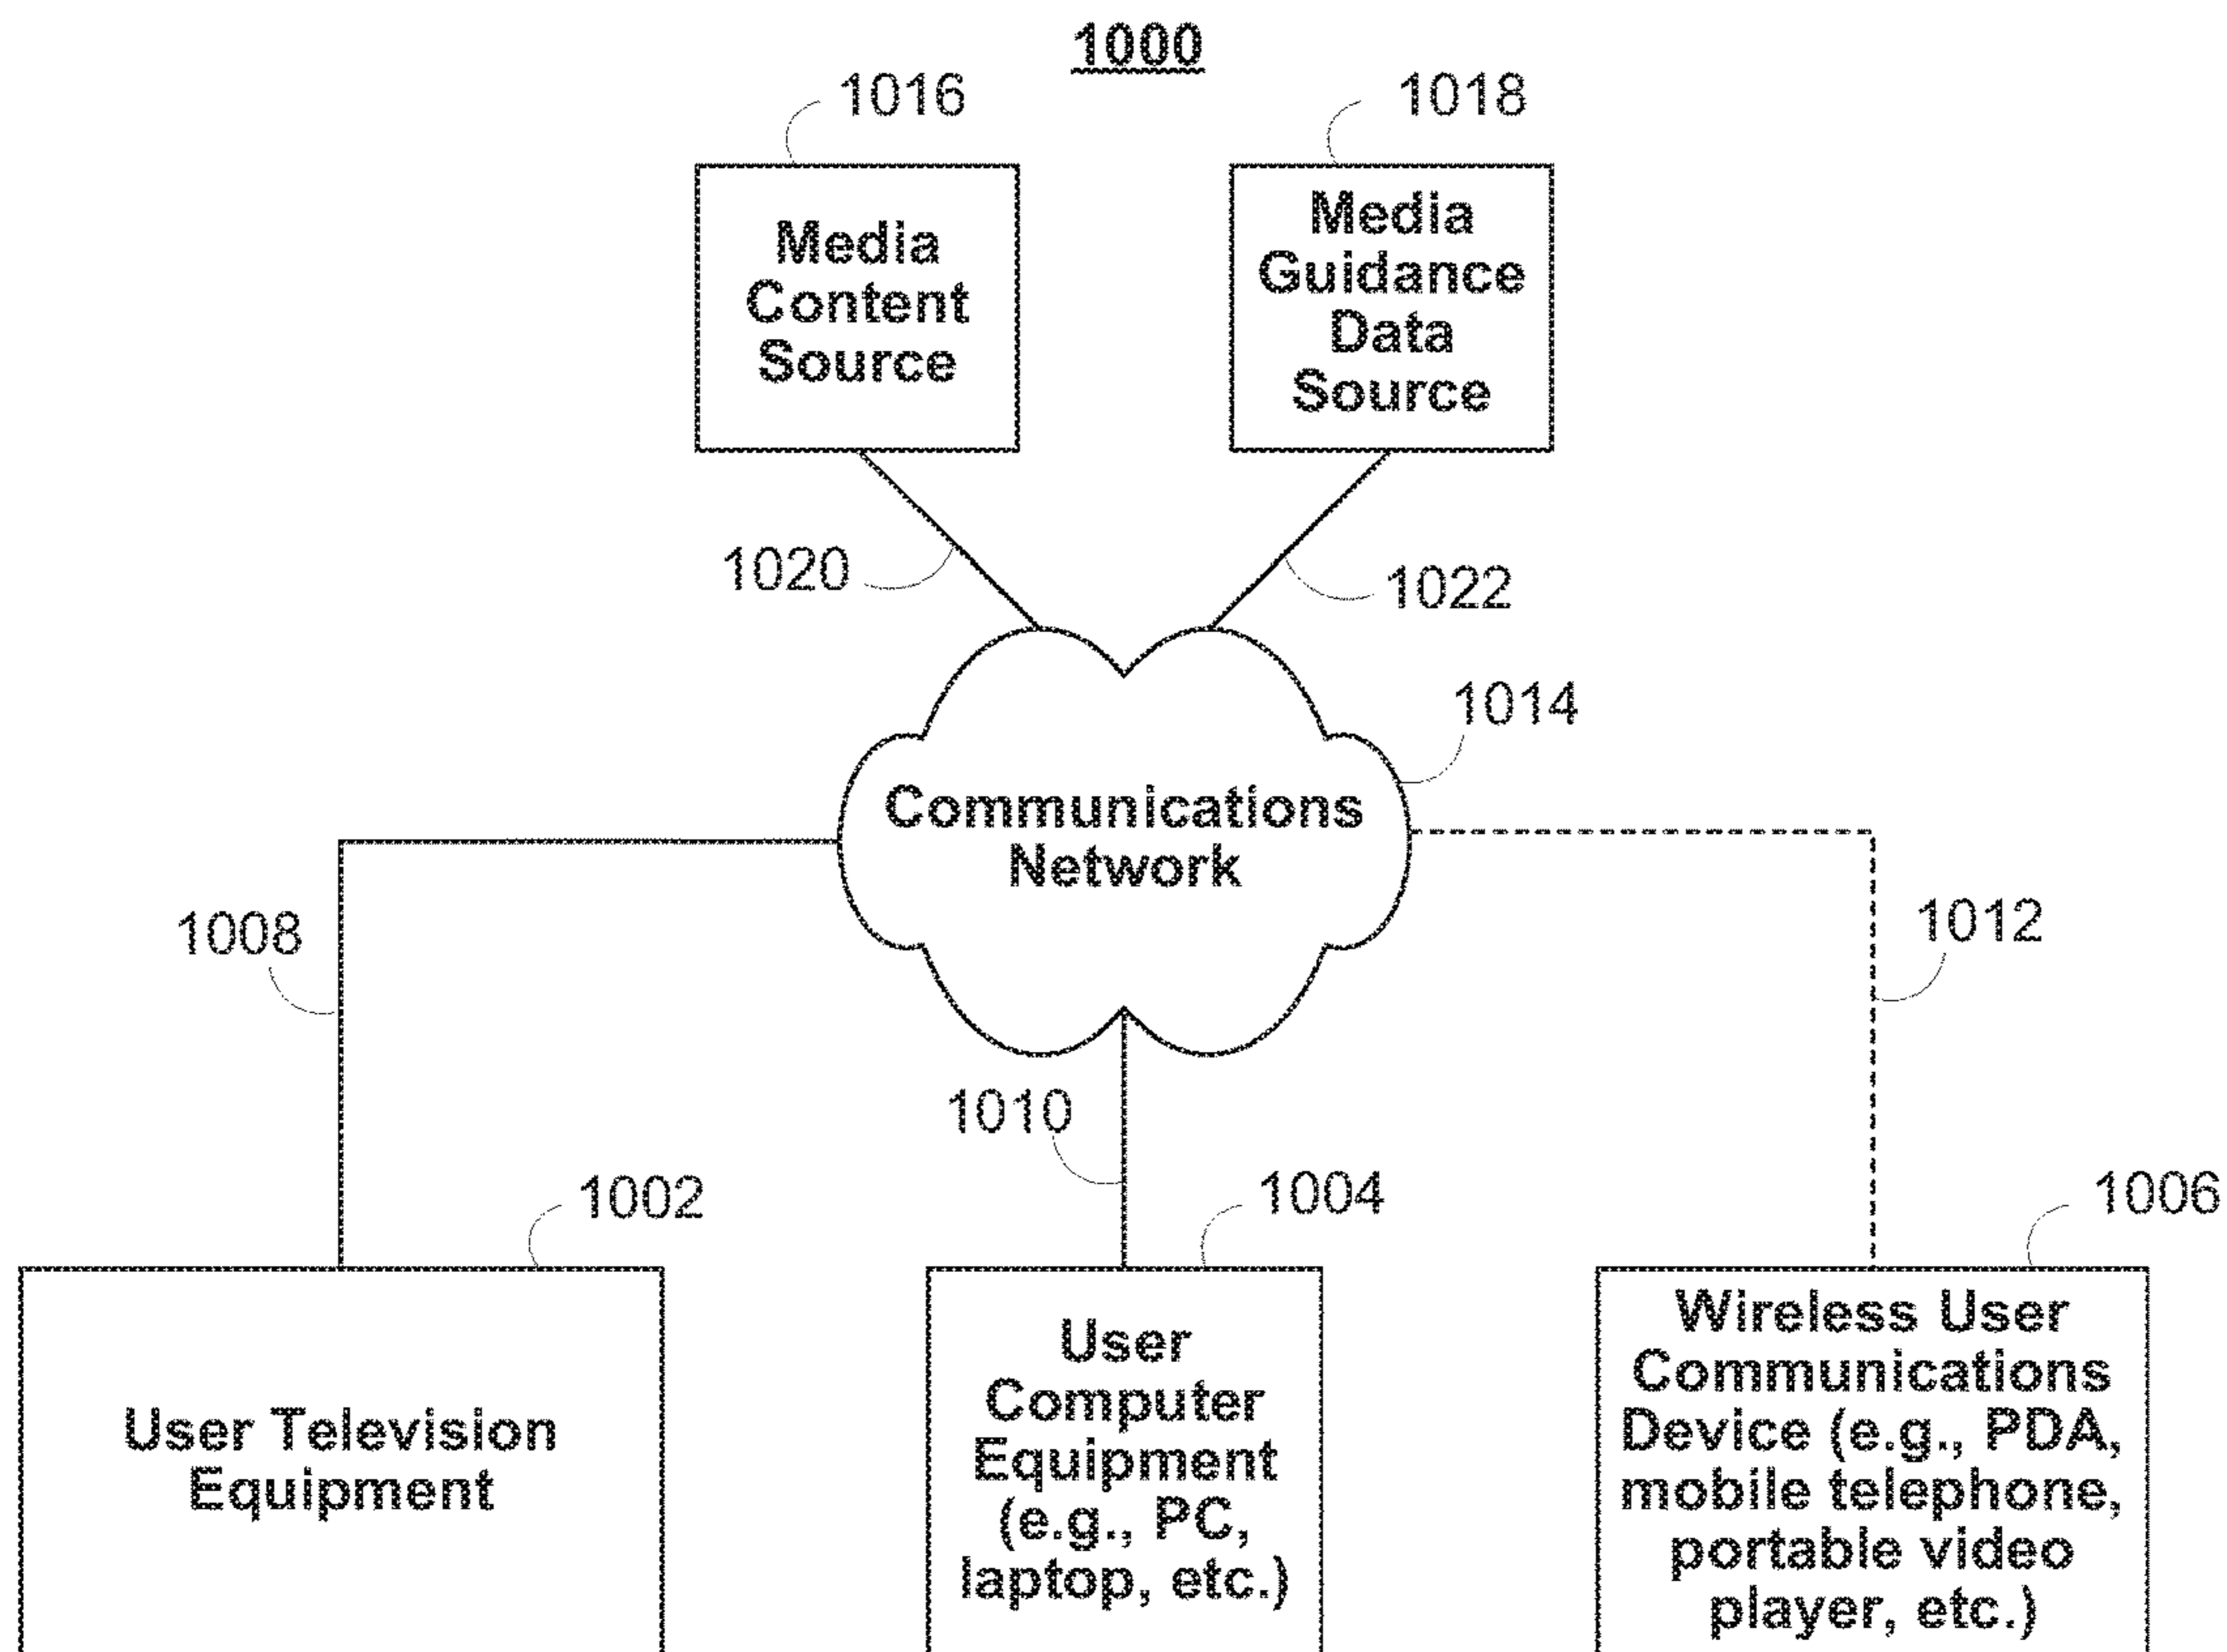 1000
1016
1018
Media
Content
Source
Media
Guidance
Data
Source
1020
1022
1014
Communications
Network
1008
1012
1010
1002
1004
1006
User Television
Equipment
User
Computer
Equipment
(e.g., PC,
laptop, etc.)
Wireless User
Communications
Device (e.g., PDA,
mobile telephone,
portable video
player, etc.)